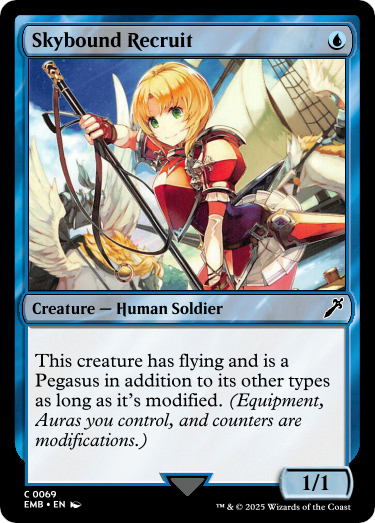 Skybound Recruit
Creature — Human Soldier
This creature has flying and is a
Pegasus in addition to its other types
as long as it's modified. (Equipment,
Auras you control, and counters are
modifications.)
1/1
C 0069
EMB • EN
™ & © 2025 Wizards of the Coast